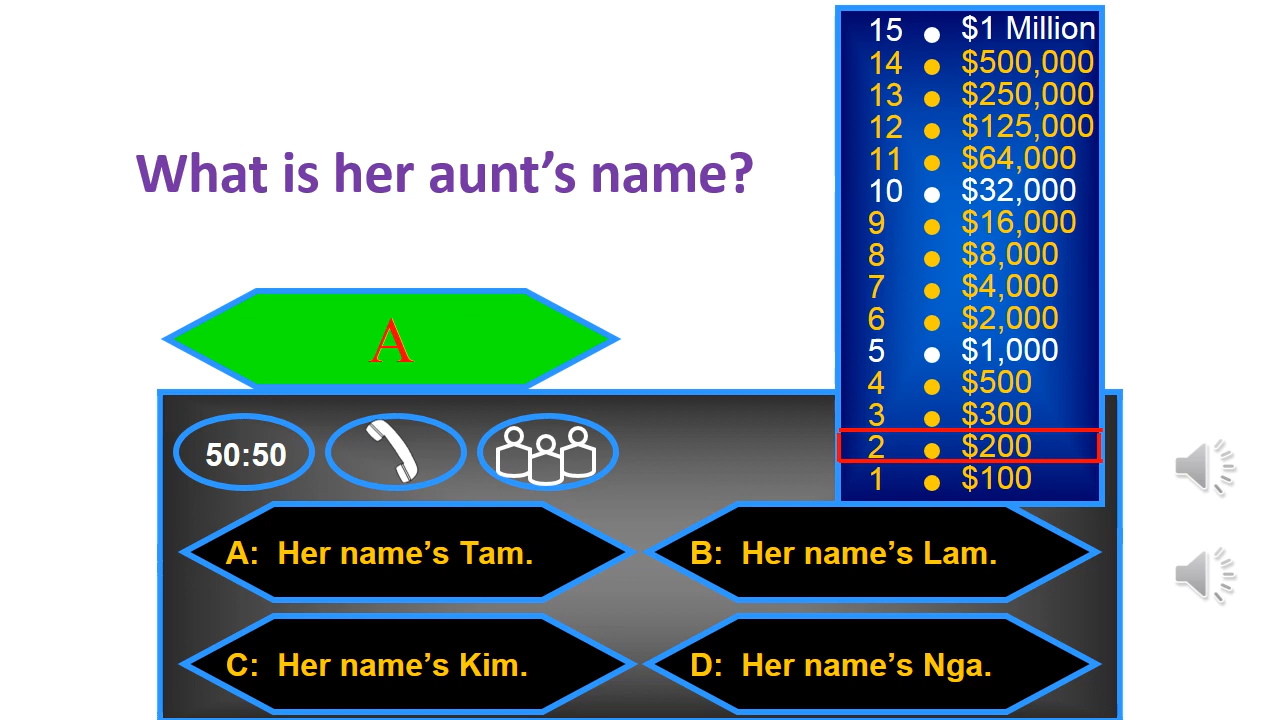 What is her aunt’s name?
15 • $1 Million
14 • $500,000
13 • $250,000
12 • $125,000
11 • $64,000
10 • $32,000
9 • $16,000
8 • $8,000
7 • $4,000
6 • $2,000
5 • $1,000
4 • $500
3 • $300
2 • $200
1 • $100
A
50:50
A: Her name’s Tam.
B: Her name’s Lam.
C: Her name’s Kim.
D: Her name’s Nga.